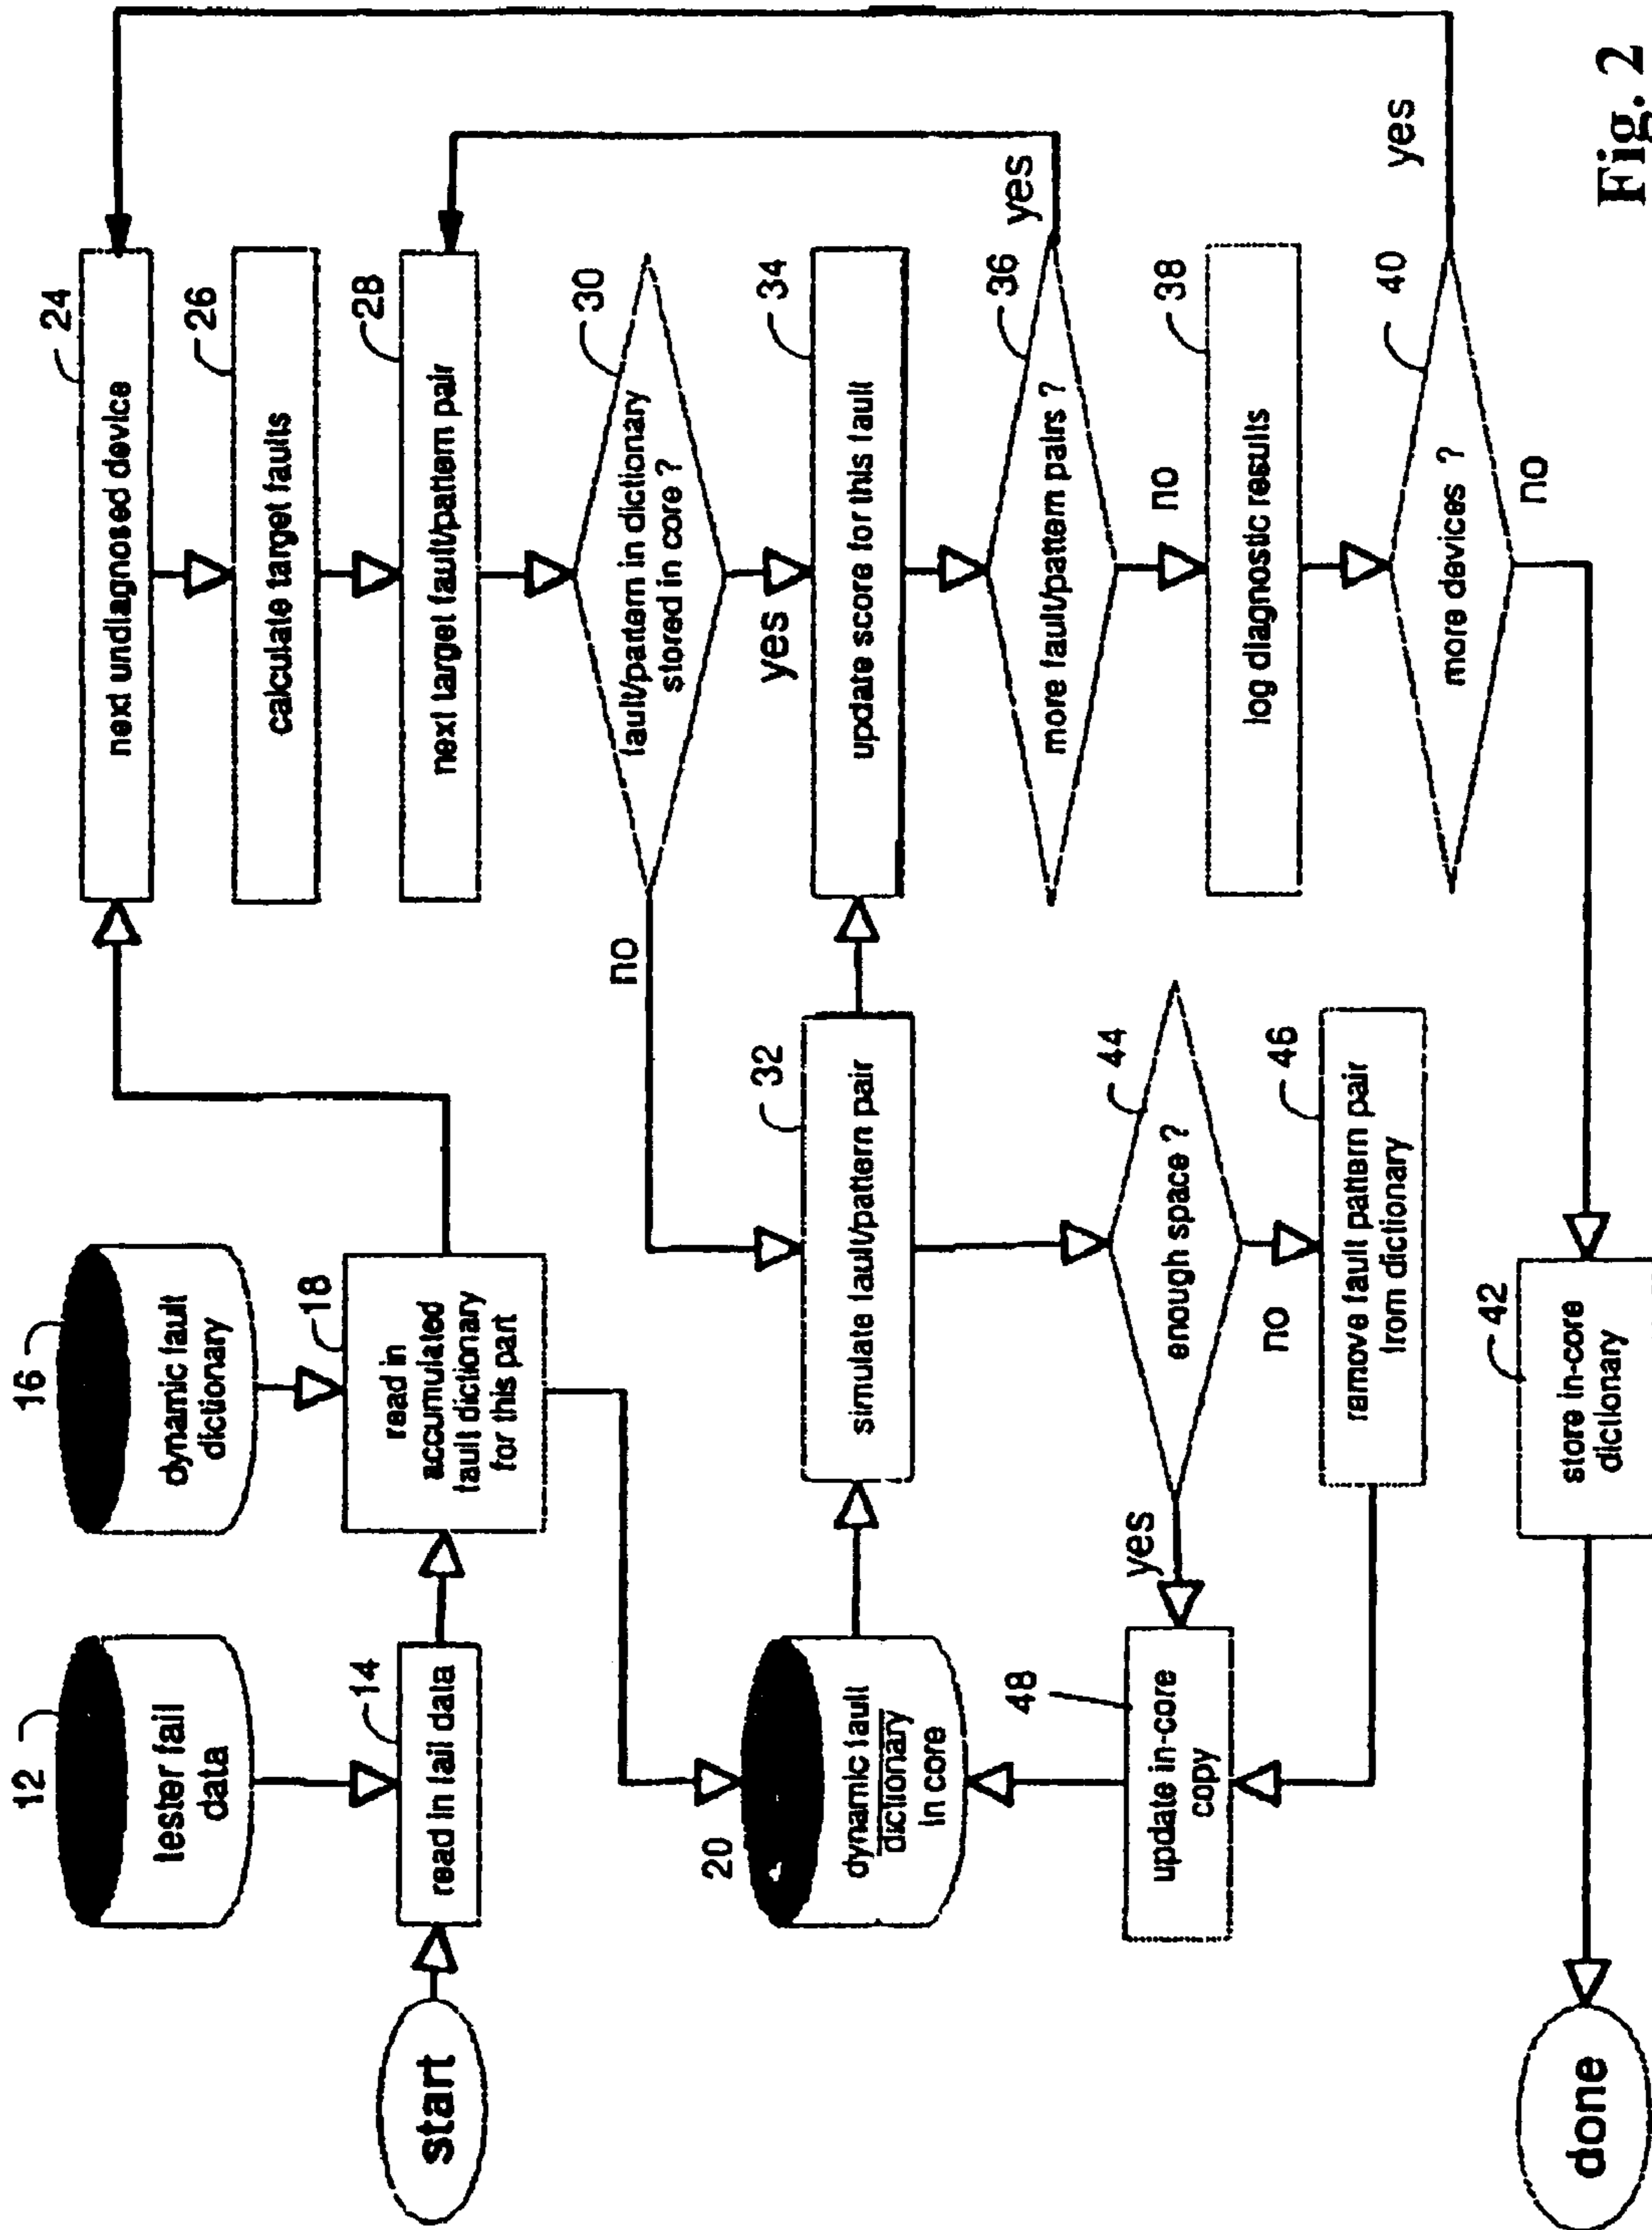 12
tester fail
data
16
dynamic fault
dictionary
start
14
read in fail data
18
read in
accumulated
fault dictionary
for this part
24
next undiagnosed device
26
calculate target faults
28
next target fault/pattern pair
30
fault/pattern in dictionary
stored in core ?
no
yes
20
dynamic fault
dictionary
in core
32
simulate fault/pattern pair
34
update score for this fault
36
more fault/pattern pairs ?
yes
no
48
update in-core
copy
yes
44
enough space ?
no
46
remove fault pattern pair
from dictionary
38
log diagnostic results
40
more devices ?
yes
no
42
store in-core
dictionary
done
Fig. 2